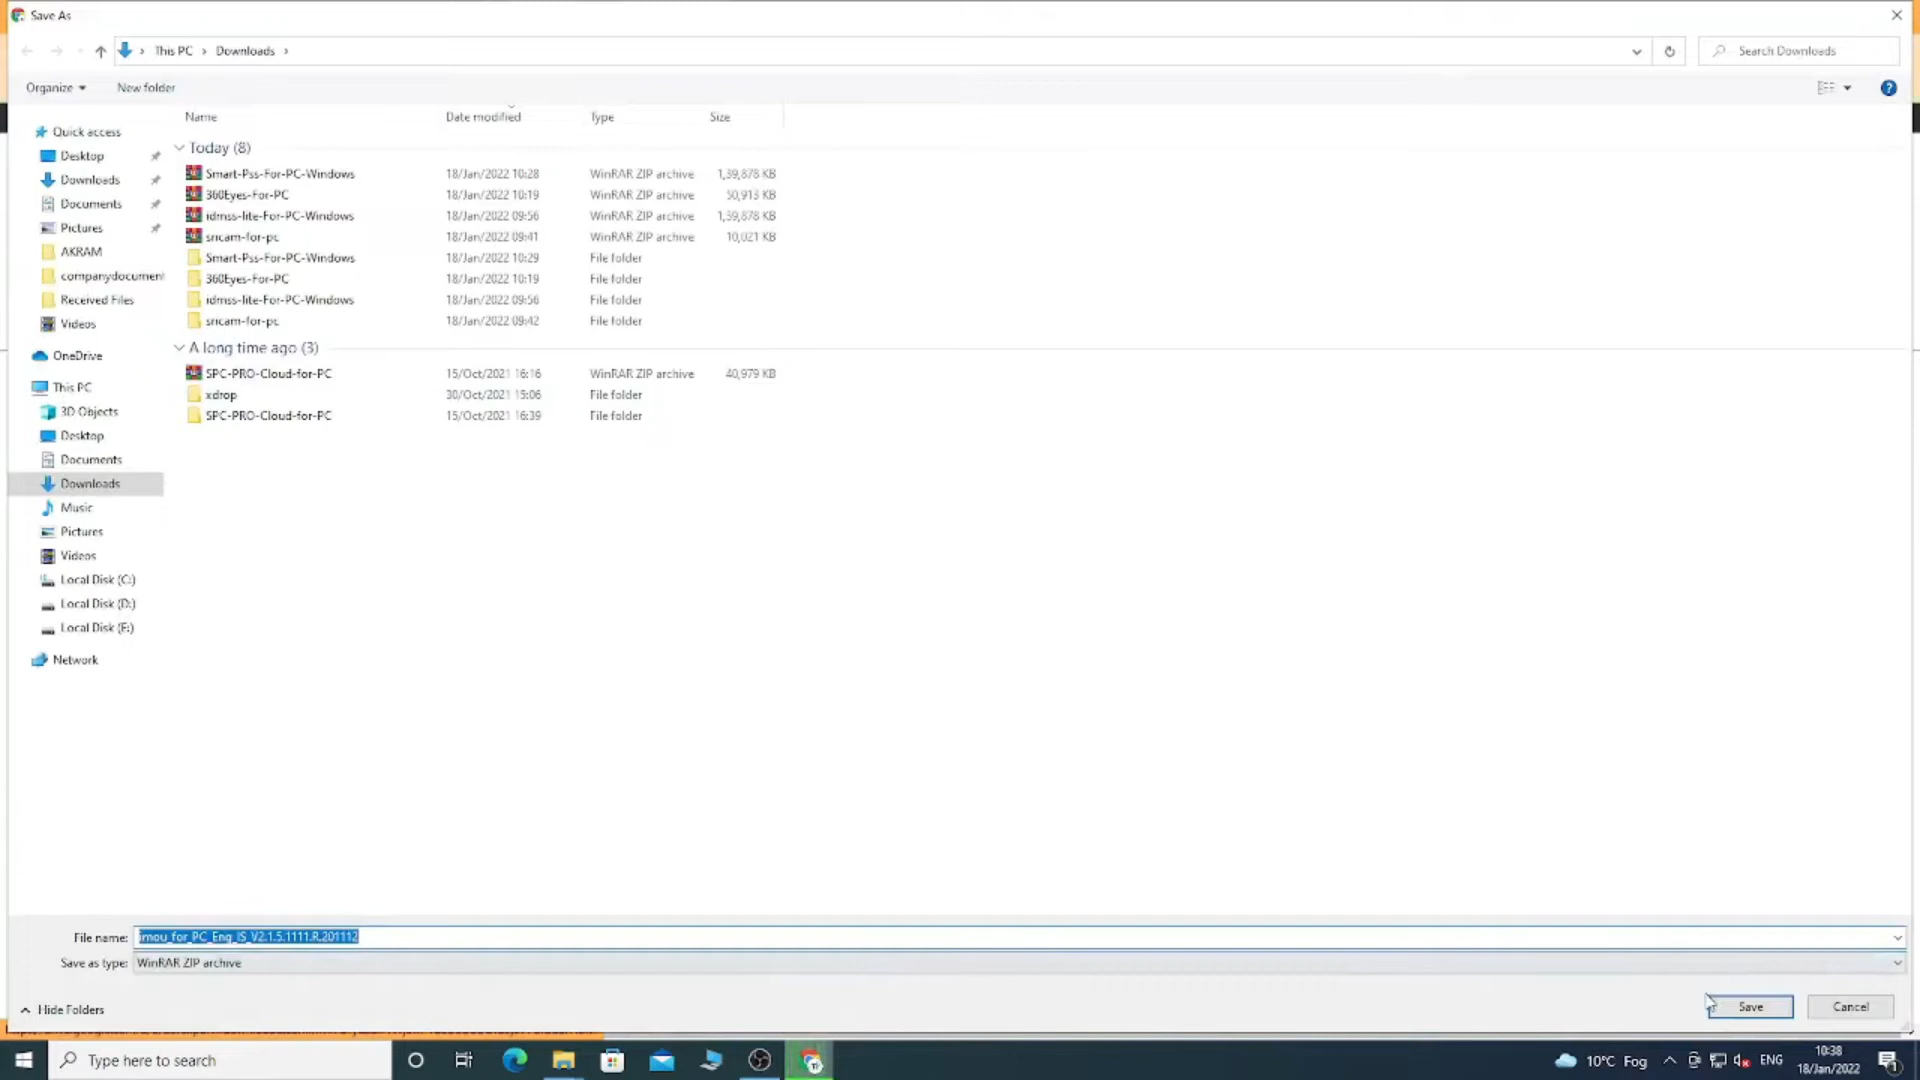 Save As
This PC > Downloads >
Search Downloads
Organize
New folder
Name
Date modified
Type
Size
Quick access
Desktop
Downloads
Documents
Pictures
AKRAM
companydocument
Received Files
Videos
OneDrive
This PC
3D Objects
Desktop
Documents
Downloads
Music
Pictures
Videos
Local Disk (C:)
Local Disk (D:)
Local Disk (E:)
Network
Today (8)
Smart-Pss-For-PC-Windows 18/Jan/2022 10:28 WinRAR ZIP archive 1,39,878 KB
360Eyes-For-PC 18/Jan/2022 10:19 WinRAR ZIP archive 50,913 KB
idmss-lite-For-PC-Windows 18/Jan/2022 09:56 WinRAR ZIP archive 1,39,878 KB
sricam-for-pc 18/Jan/2022 09:41 WinRAR ZIP archive 10,021 KB
Smart-Pss-For-PC-Windows 18/Jan/2022 10:29 File folder
360Eyes-For-PC 18/Jan/2022 10:19 File folder
idmss-lite-For-PC-Windows 18/Jan/2022 09:56 File folder
sricam-for-pc 18/Jan/2022 09:42 File folder
A long time ago (3)
SPC-PRO-Cloud-for-PC 15/Oct/2021 16:16 WinRAR ZIP archive 40,979 KB
xdrop 30/Oct/2021 15:06 File folder
SPC-PRO-Cloud-for-PC 15/Oct/2021 16:39 File folder
File name: imou_for_PC_Eng_IS_V2.1.5.1111.R.201112
Save as type: WinRAR ZIP archive
Hide Folders
Save
Cancel
Type here to search
10°C Fog
ENG
10:38
18/Jan/2022
1